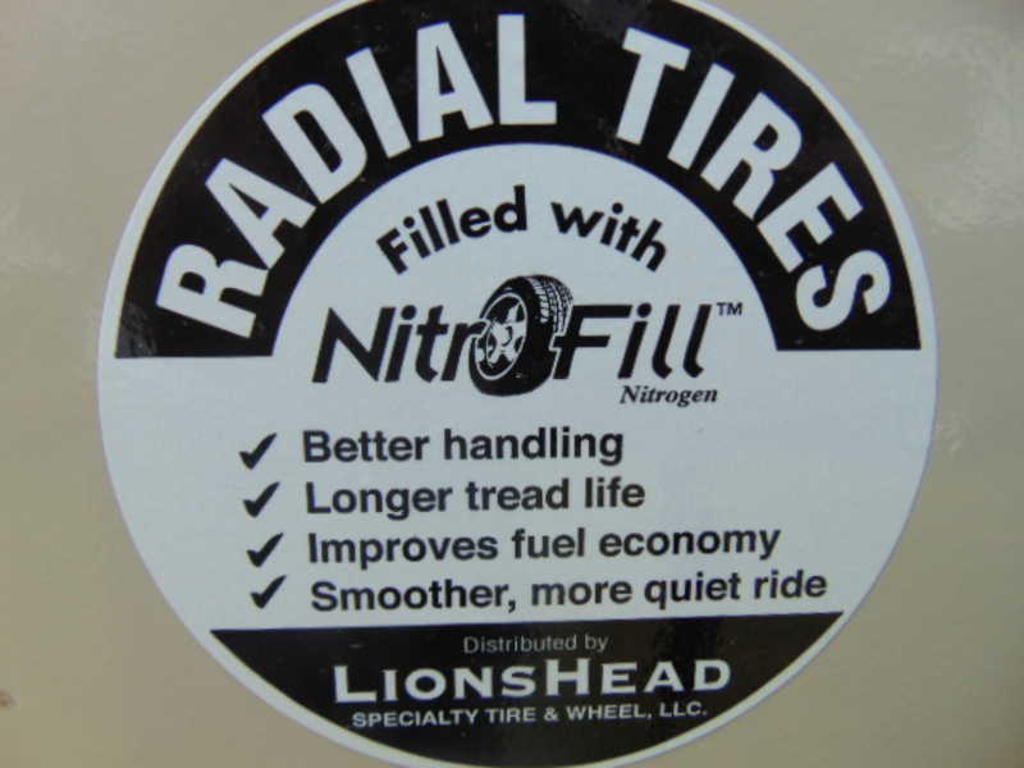 RADIAL TIRES
Filled with
NitroFill™
Nitrogen
✓ Better handling
✓ Longer tread life
✓ Improves fuel economy
✓ Smoother, more quiet ride
Distributed by
LIONSHEAD
SPECIALTY TIRE & WHEEL, LLC.